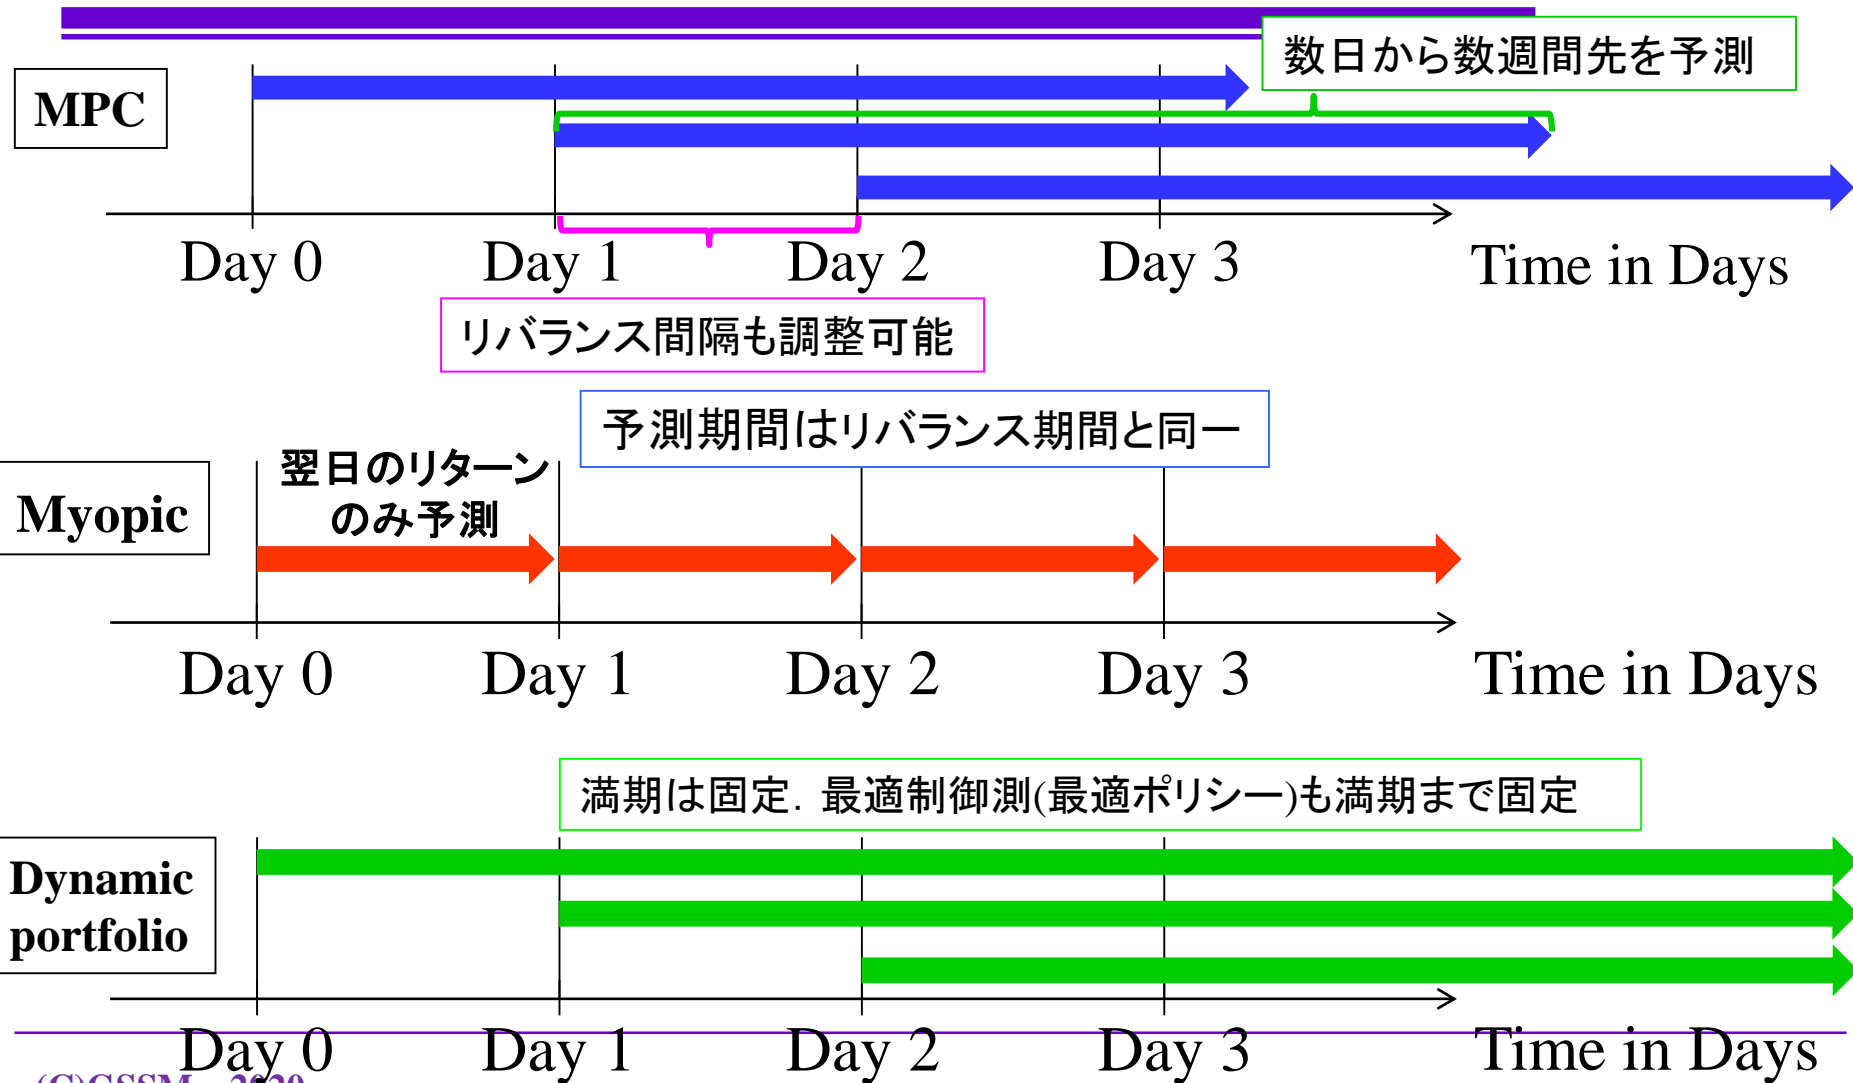 数日から数週間先を予測
MPC
Day 0
Day 1
Day 2
Day 3
Time in Days
リバランス間隔も調整可能
予測期間はリバランス期間と同一
翌日のリターン
のみ予測
Myopic
Day 0
Day 1
Day 2
Day 3
Time in Days
満期は固定．最適制御測(最適ポリシー)も満期まで固定
Dynamic
portfolio
Day 0
Day 1
Day 2
Day 3
Time in Days
(C)GSSM 2020